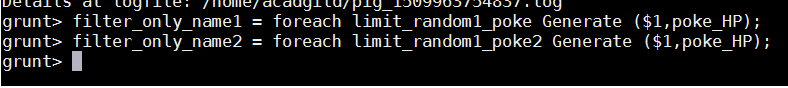 Details at logfile: /home/acadgild/pig_1509963754837.log
grunt> filter_only_name1 = foreach limit_random1_poke Generate ($1,poke_HP);
grunt> filter_only_name2 = foreach limit_random1_poke2 Generate ($1,poke_HP);
grunt>